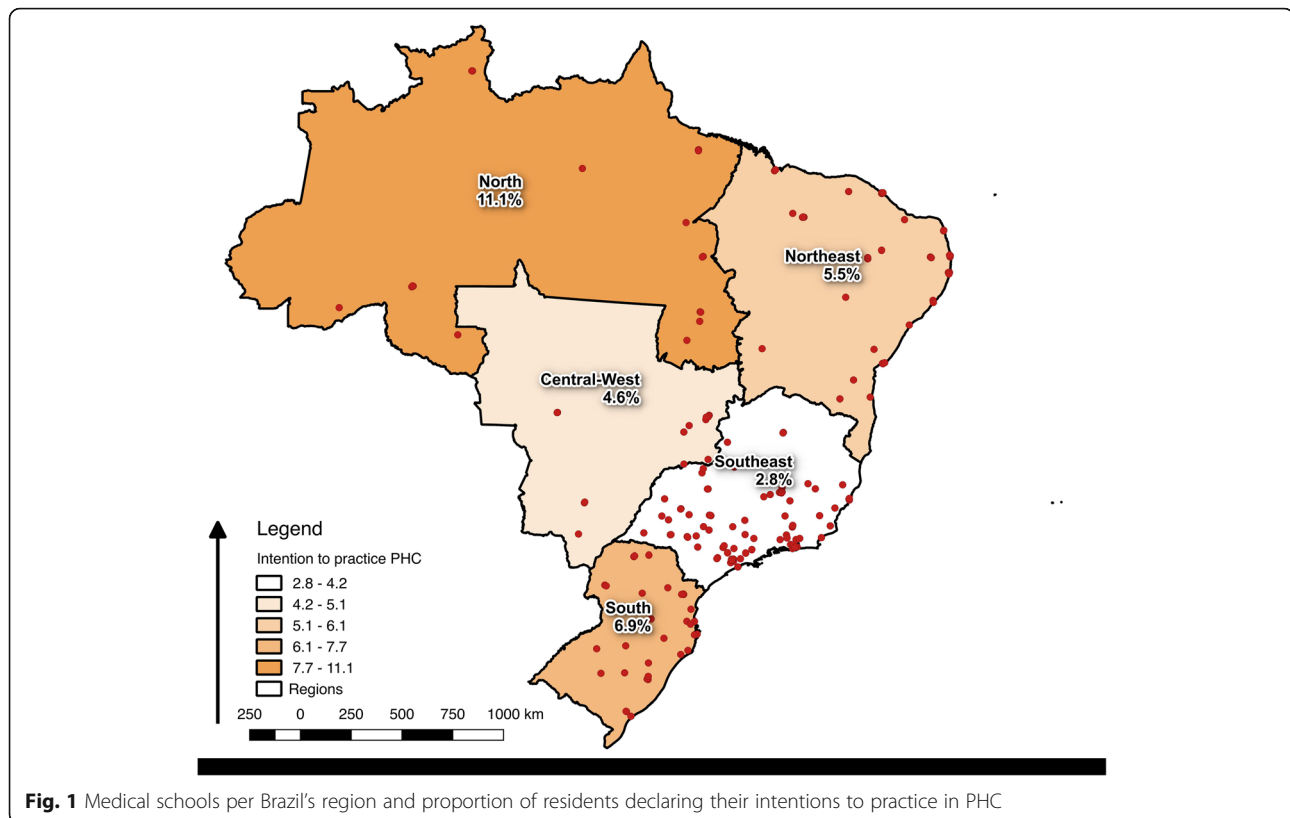 North
11.1%
Northeast
5.5%
Central-West
4.6%
Southeast
2.8%
South
6.9%
Legend
Intention to practice PHC
2.8 - 4.2
4.2 - 5.1
5.1 - 6.1
6.1 - 7.7
7.7 - 11.1
Regions
250 0 250 500 750 1000 km
Fig. 1 Medical schools per Brazil's region and proportion of residents declaring their intentions to practice in PHC